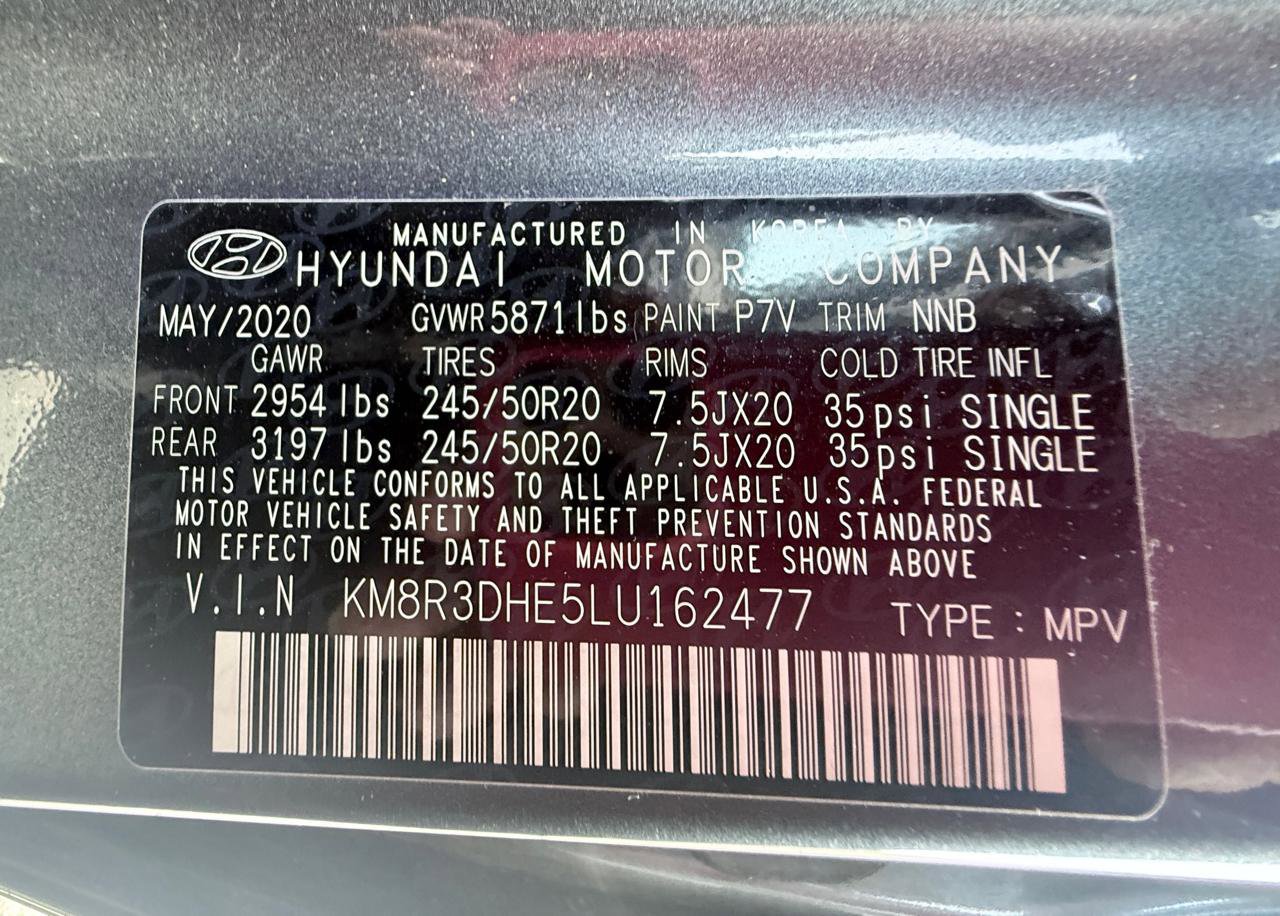 MANUFACTURED IN KOREA BY
HYUNDAI MOTOR COMPANY
MAY/2020 GVWR 5871lbs PAINT P7V TRIM NNB
GAWR TIRES RIMS COLD TIRE INFL
FRONT 2954 lbs 245/50R20 7.5JX20 35psi SINGLE
REAR 3197 lbs 245/50R20 7.5JX20 35psi SINGLE
THIS VEHICLE CONFORMS TO ALL APPLICABLE U.S.A. FEDERAL
MOTOR VEHICLE SAFETY AND THEFT PREVENTION STANDARDS
IN EFFECT ON THE DATE OF MANUFACTURE SHOWN ABOVE
V.I.N KM8R3DHE5LU162477 TYPE : MPV